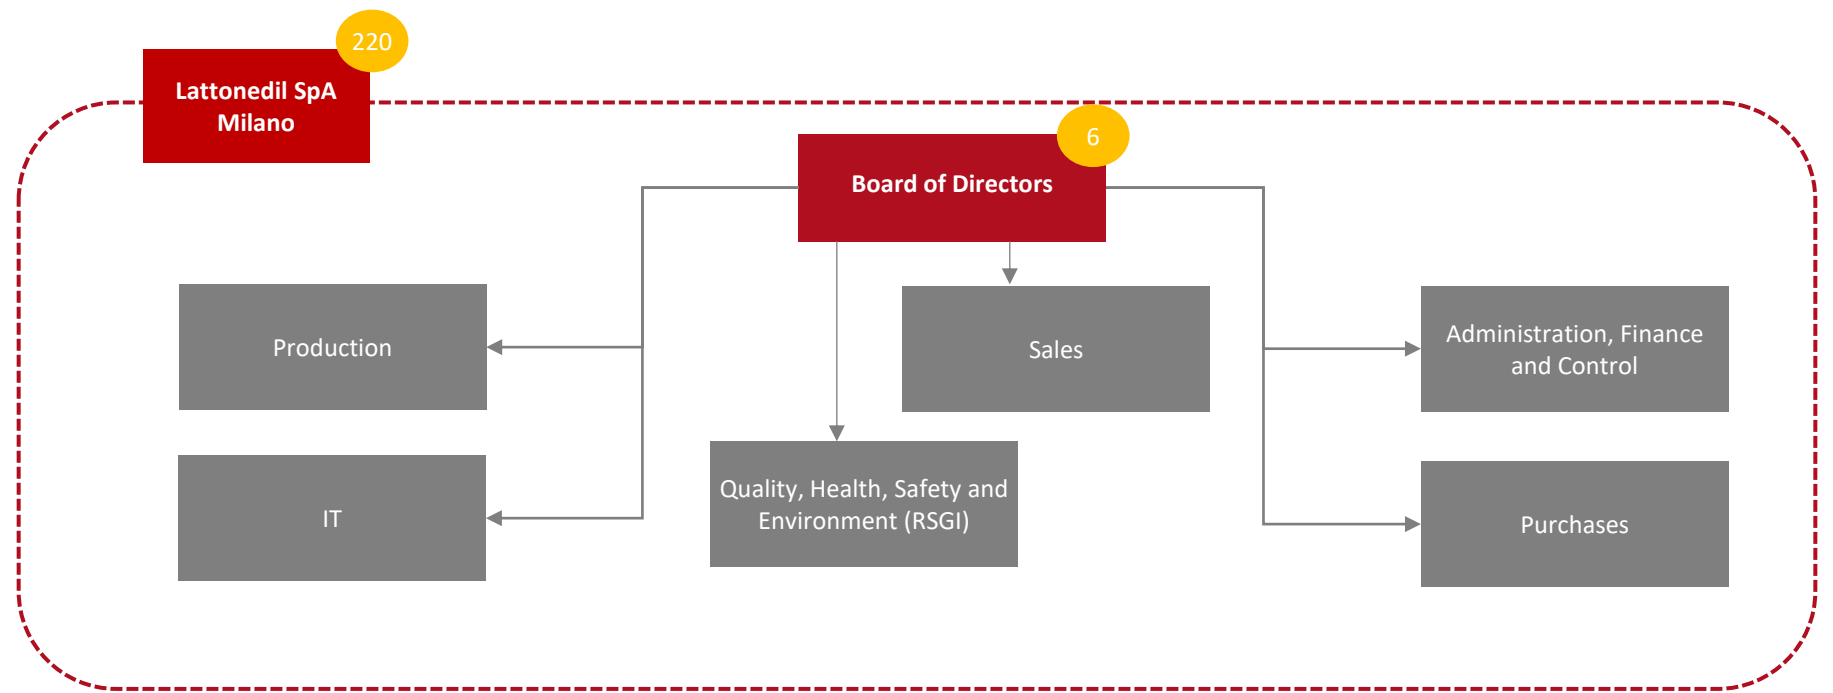 220
Lattonedil SpA
Milano
6
Board of Directors
Production
Sales
Administration, Finance
and Control
IT
Quality, Health, Safety and
Environment (RSGI)
Purchases